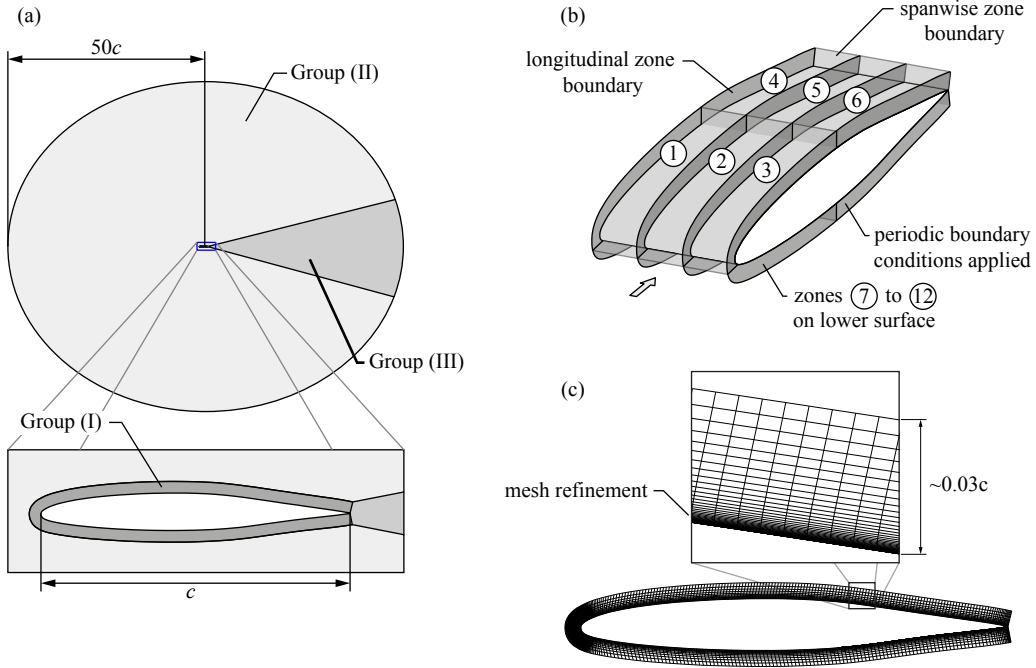 (a)
50c
Group (II)
Group (III)
Group (I)
c
(b)
spanwise zone
boundary
longitudinal zone
boundary
4
5
6
1
2
3
periodic boundary
conditions applied
zones 7 to 12
on lower surface
(c)
mesh refinement
~0.03c